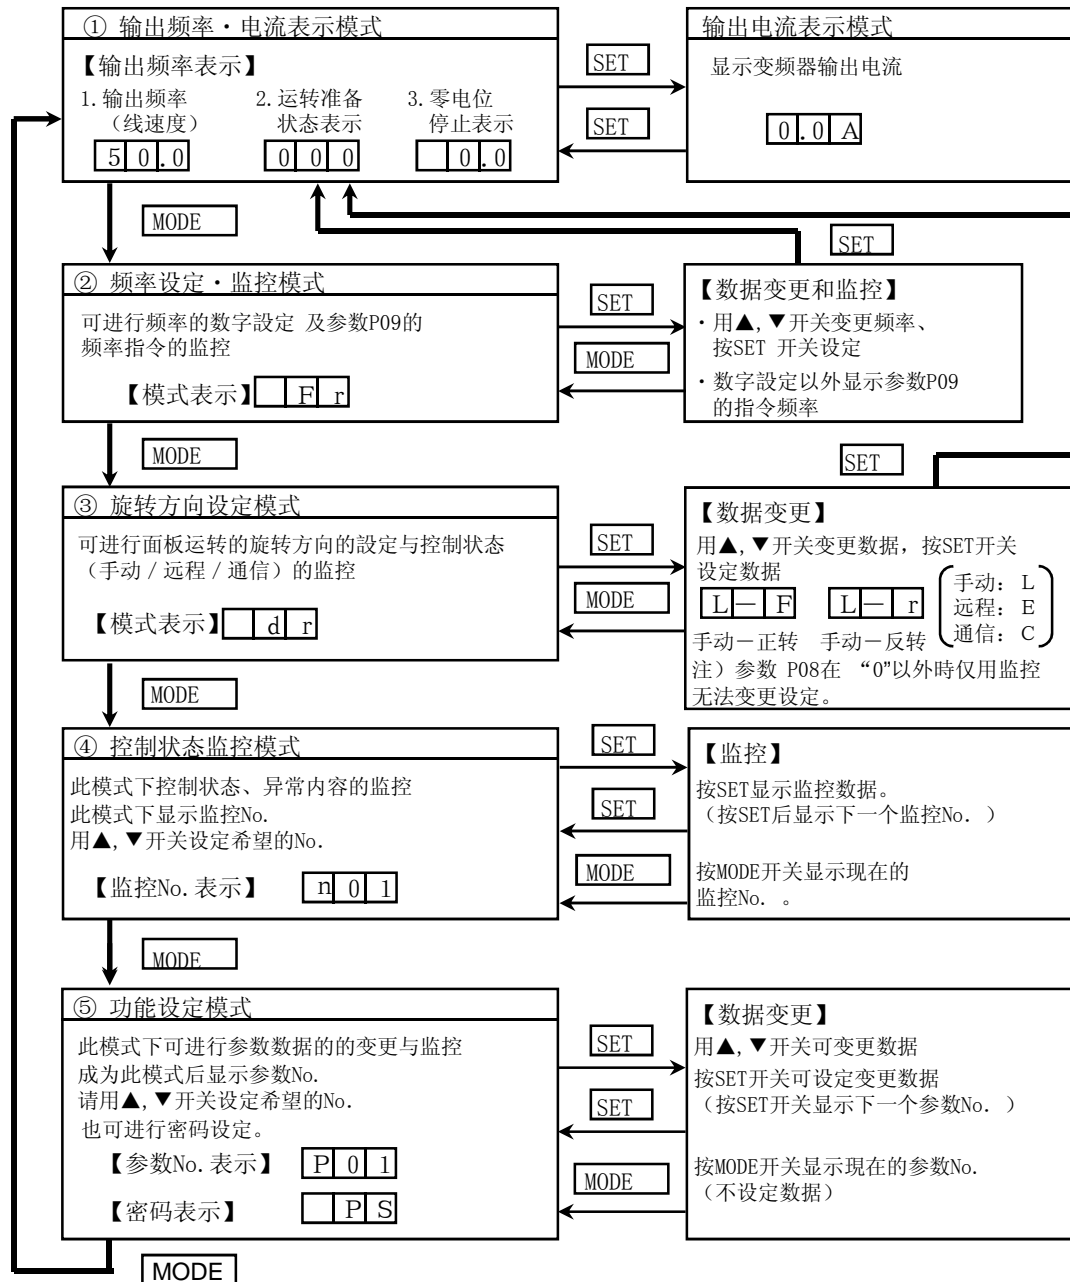 ① 输出频率・电流表示模式
【输出频率表示】
1.输出频率
（线速度）
2.运转准备
状态表示
3.零电位
停止表示
5 0.0
0 0 0
0.0
SET
SET
输出电流表示模式
显示变频器输出电流
0.0 A
MODE
SET
② 频率设定・监控模式
可进行频率的数字設定 及参数P09的
频率指令的监控
【模式表示】 F r
SET
MODE
【数据变更和监控】
・用▲,▼开关变更频率、
按SET 开关设定
・数字設定以外显示参数P09
的指令频率
MODE
SET
③ 旋转方向设定模式
可进行面板运转的旋转方向的設定与控制状态
（手动／远程／通信）的监控
【模式表示】 d r
SET
MODE
【数据变更】
用▲,▼开关变更数据，按SET开关
设定数据
L－ F
L－ r
手动－正转
手动－反转
手动： L
远程： E
通信： C
注）参数 P08在 “0”以外時仅用监控
无法变更设定。
MODE
④ 控制状态监控模式
此模式下控制状态、异常内容的监控
此模式下显示监控No.
用▲,▼开关设定希望的No.
【监控No.表示】 n 0 1
SET
SET
MODE
【监控】
按SET显示监控数据。
（按SET后显示下一个监控No. ）
按MODE开关显示现在的
监控No. 。
MODE
⑤ 功能设定模式
此模式下可进行参数数据的的变更与监控
成为此模式后显示参数No.
请用▲,▼开关设定希望的No.
也可进行密码设定。
【参数No.表示】 P 0 1
【密码表示】 P S
SET
SET
MODE
【数据变更】
用▲,▼开关可变更数据
按SET开关可设定变更数据
（按SET开关显示下一个参数No. ）
按MODE开关显示现在的参数No.
（不设定数据）
MODE